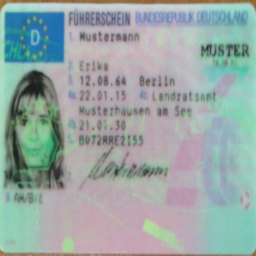 FÜHRERSCHEIN BUNDESREPUBLIK DEUTSCHLAND
D
1. Mustermann
MUSTER
2. Erika
3. 12.08.64 Berlin
4a. 22.01.15 4c. Landratsamt
Musterhausen am See
4b. 21.01.30
5. B072RRE2I55
7.
9. AM/B/L